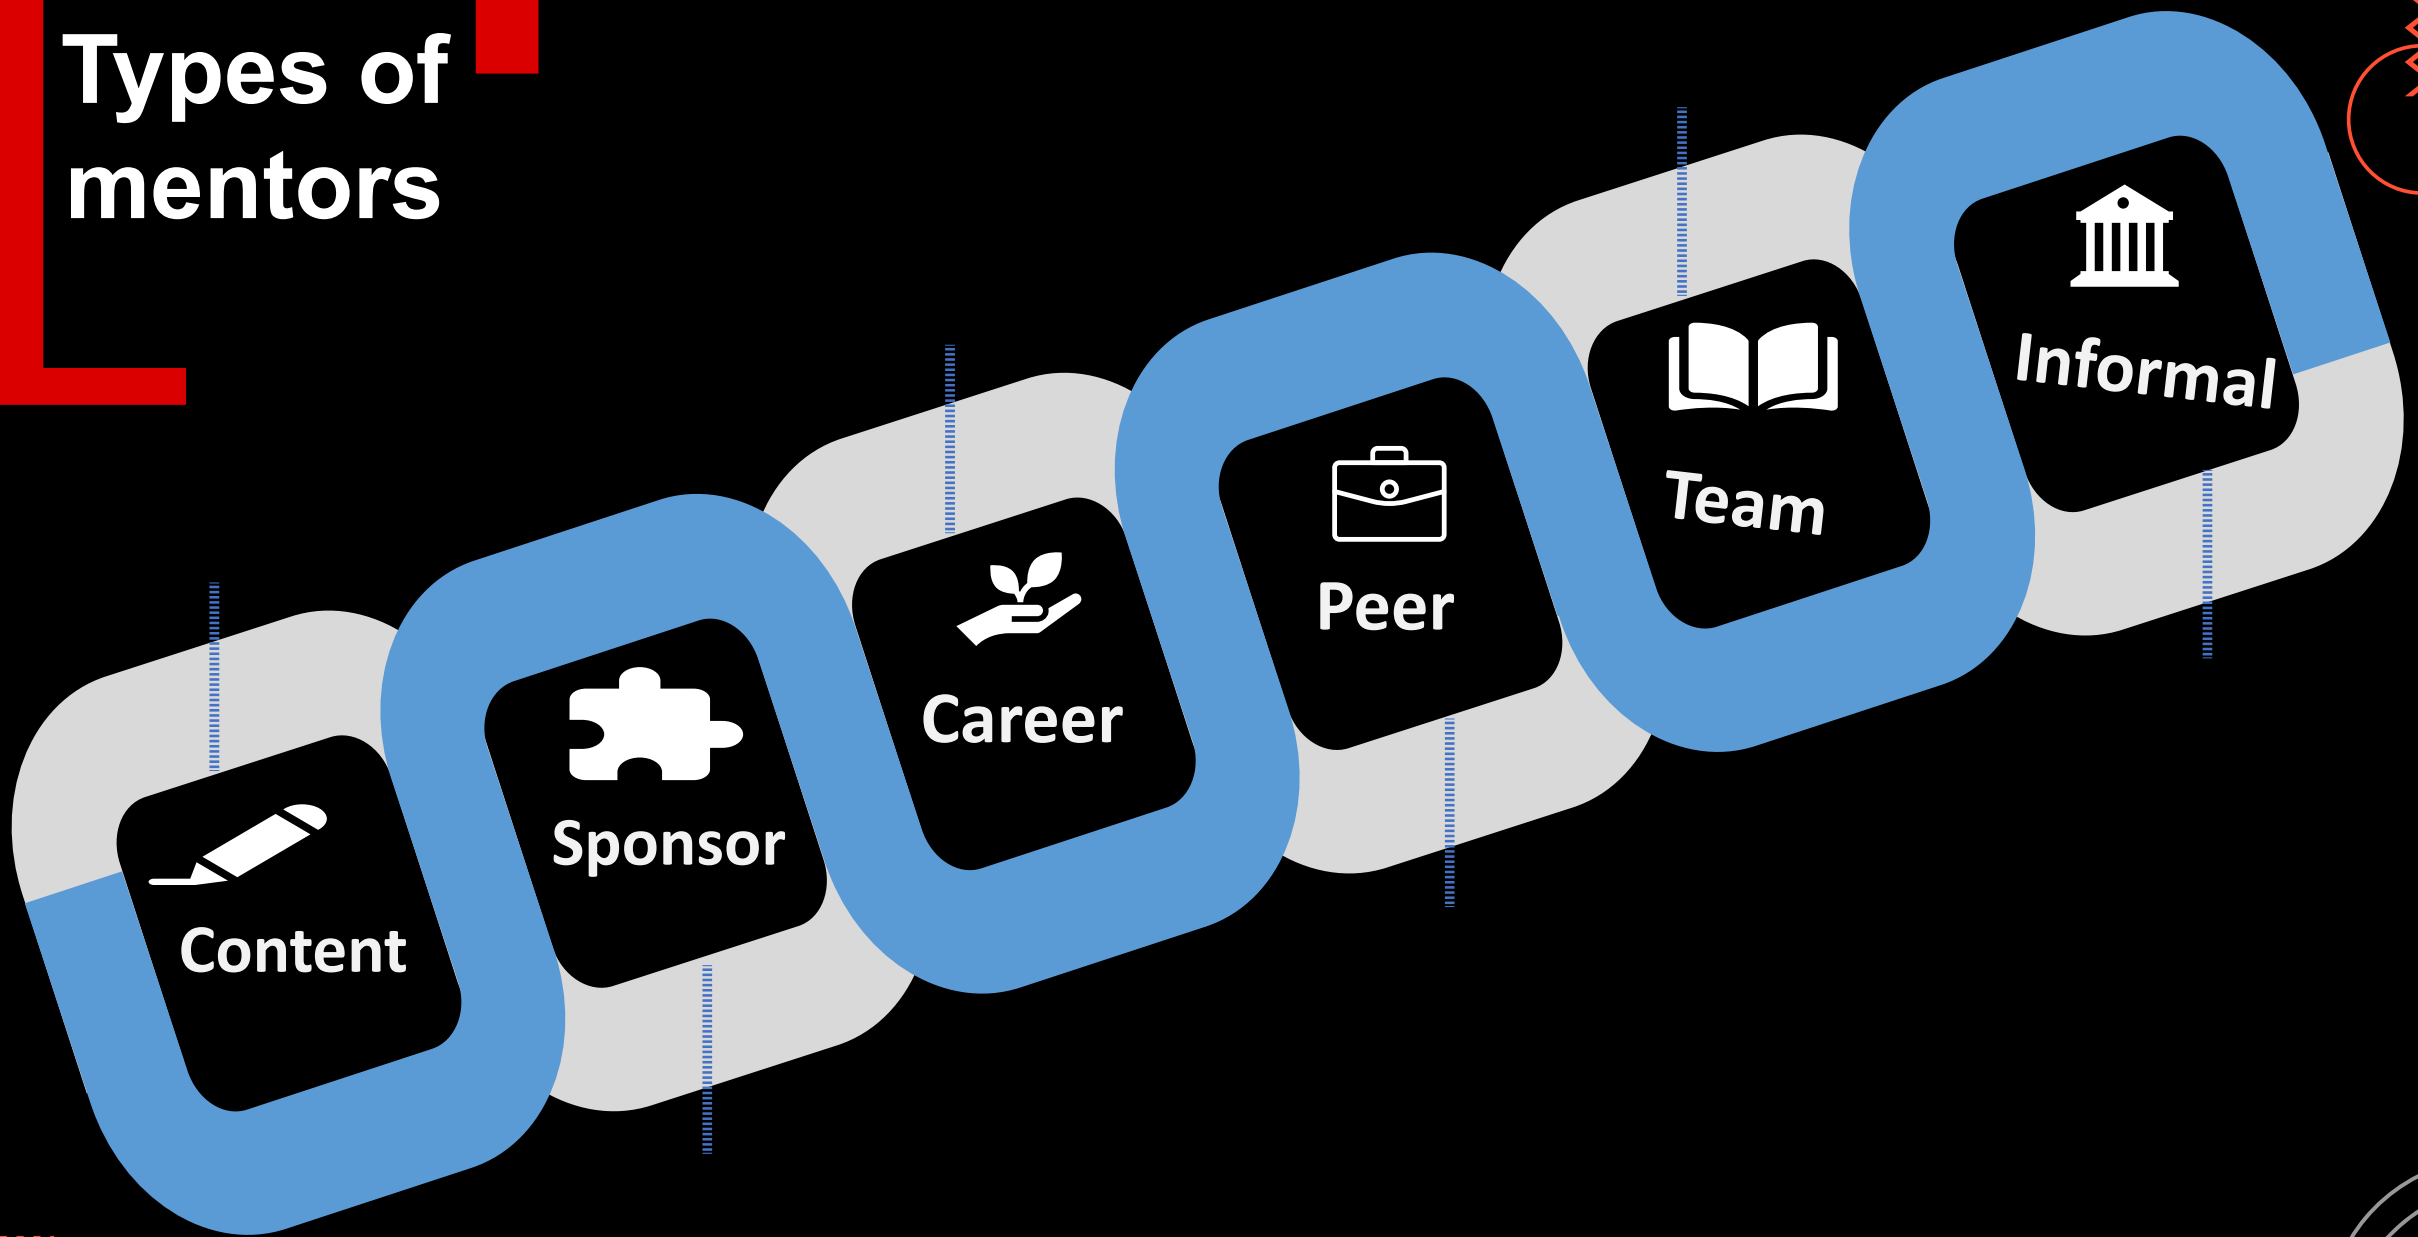 Types of
mentors
Content
Sponsor
Career
Peer
Team
Informal